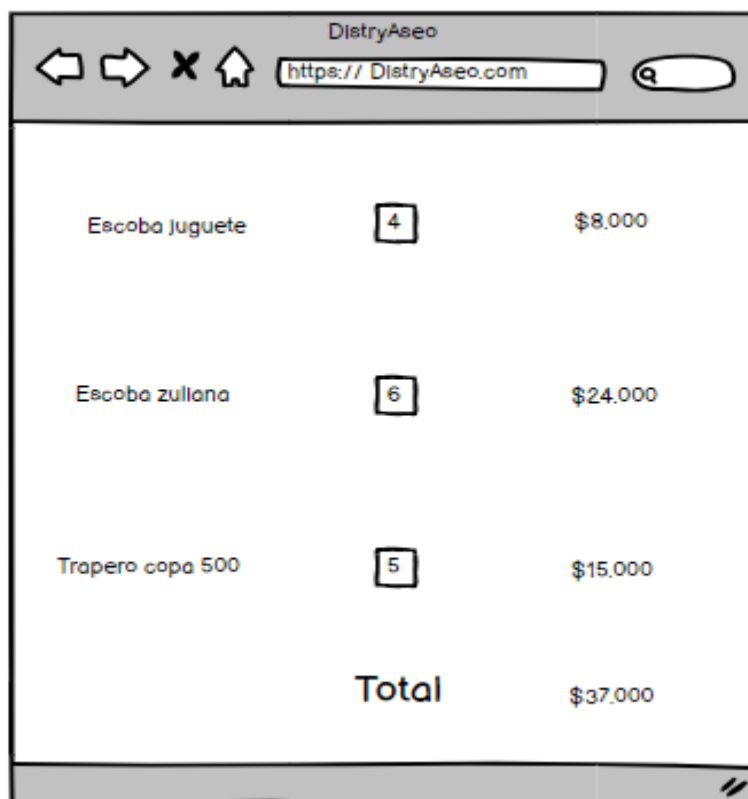 DistryAseo
https:// DistryAseo.com
Escoba juguete 4 $8.000
Escoba zuliana 6 $24.000
Trapero copa 500 5 $15.000
Total $37.000